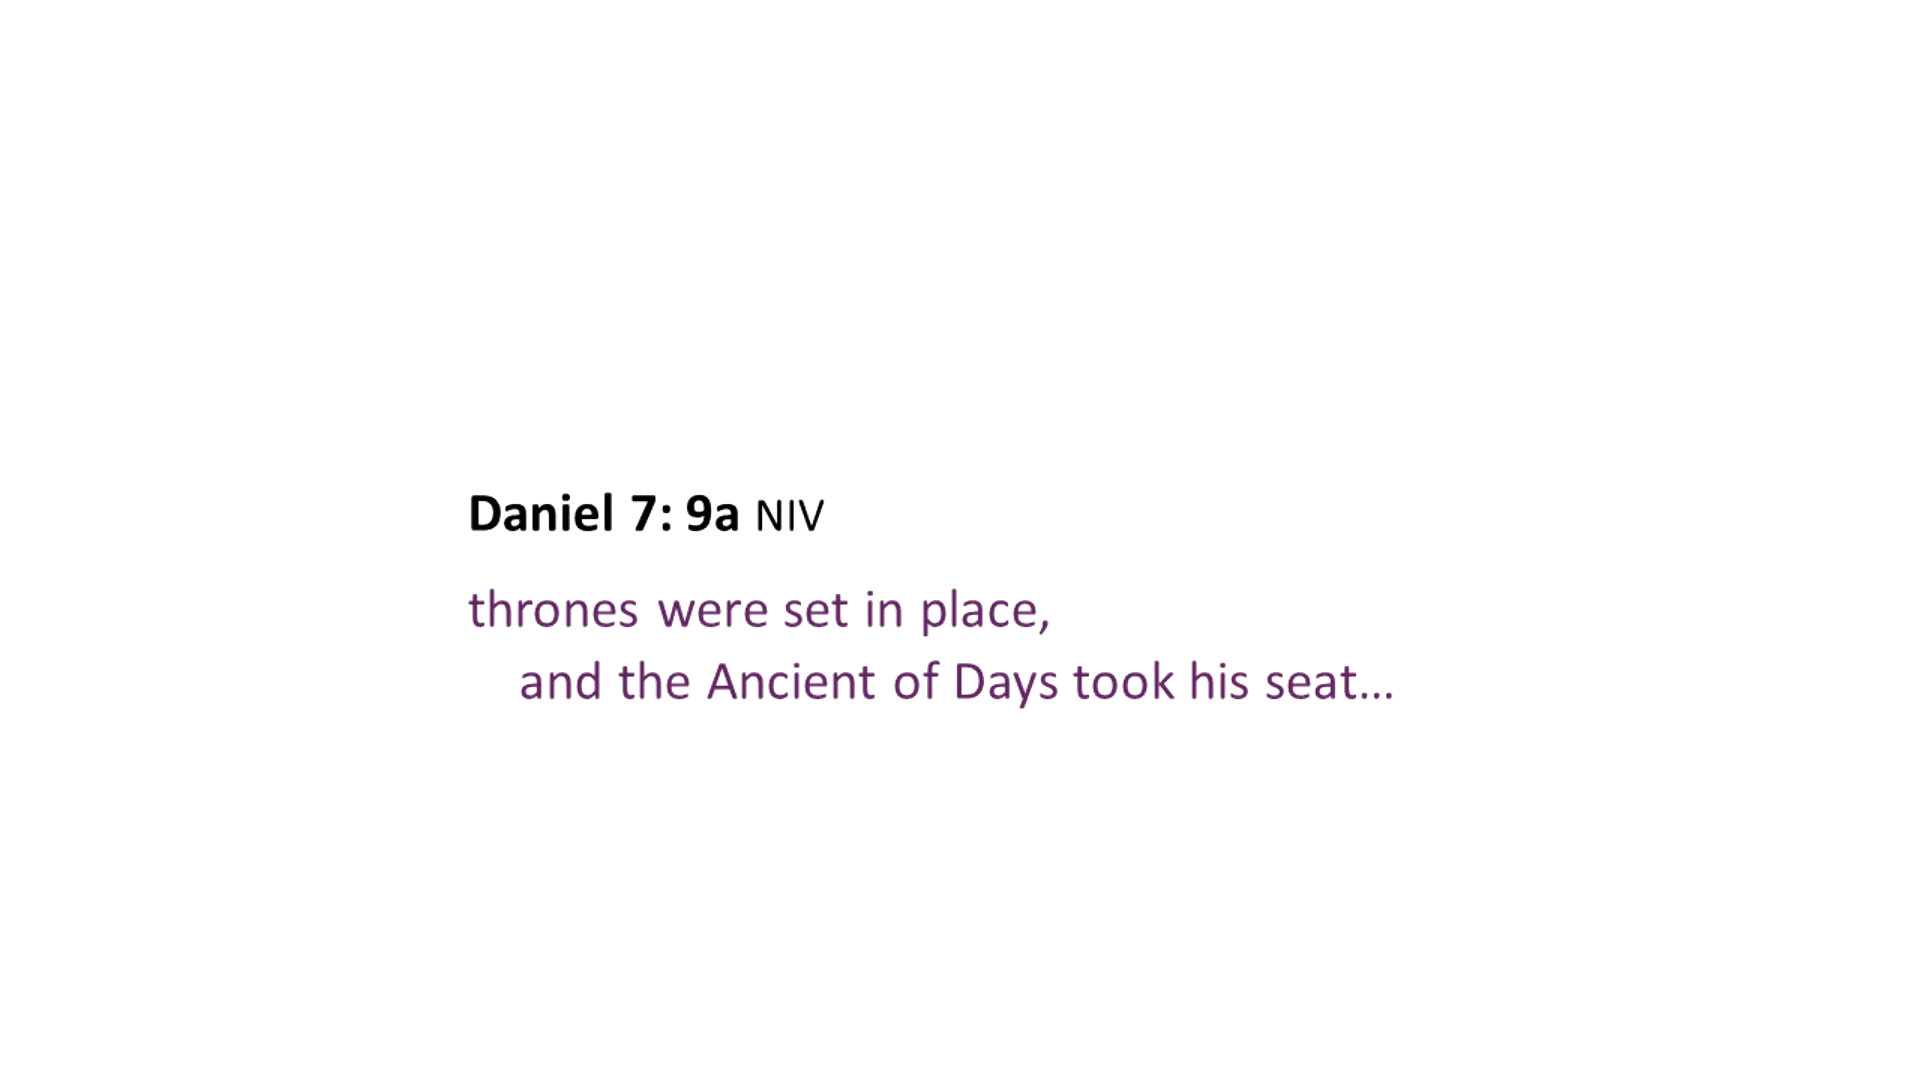 Daniel 7: 9a NIV
thrones were set in place,
and the Ancient of Days took his seat...